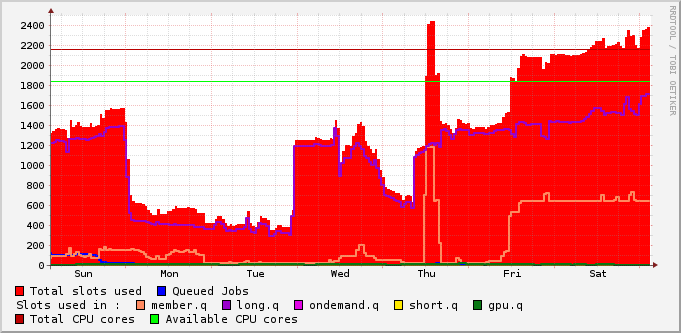 RRDTOOL / TOBI OETIKER
2400
2200
2000
1800
1600
1400
1200
1000
800
600
400
200
0
Sun Mon Tue Wed Thu Fri Sat
Total slots used Queued Jobs
Slots used in : member.q long.q ondemand.q short.q gpu.q
Total CPU cores Available CPU cores